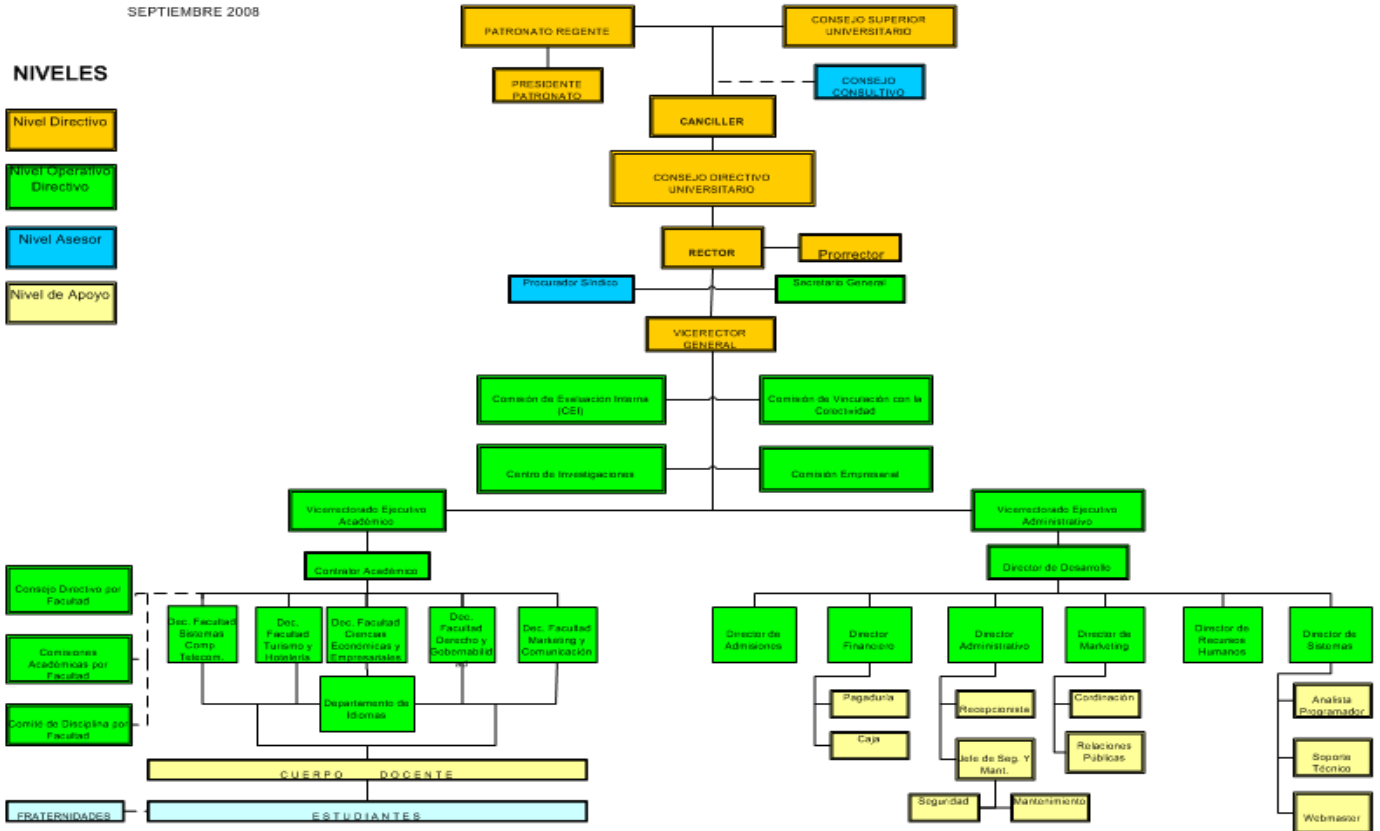 SEPTIEMBRE 2008
PATRONATO REGENTE
CONSEJO SUPERIOR
UNIVERSITARIO
NIVELES
PRESIDENTE
PATRONATO
CONSEJO
CONSULTIVO
Nivel Directivo
CANCILLER
Nivel Operativo
Directivo
CONSEJO DIRECTIVO
UNIVERSITARIO
Nivel Asesor
RECTOR
Prorrector
Nivel de Apoyo
Procurador Síndico
Secretario General
VICERECTOR
GENERAL
Comisión de Evaluación Interna
(CEI)
Comisión de Vinculación con la
Colectividad
Centro de Investigaciones
Comisión Empresarial
Vicerrectorado Ejecutivo
Académico
Vicerrectorado Ejecutivo
Administrativo
Contralor Académico
Director de Desarrollo
Consejo Directivo por
Facultad
Comisiones
Académicas por
Facultad
Comité de Disciplina por
Facultad
Dec. Facultad
Sistemas
Comp.
Telecom.
Dec.
Facultad
Turismo y
Hotelería
Dec. Facultad
Ciencias
Económicas y
Empresariales
Dec.
Facultad
Derecho y
Gobernabilid
Dec. Facultad
Marketing y
Comunicación
Departamento de
Idiomas
Director de
Admisiones
Director
Financiero
Director
Administrativo
Director de
Marketing
Director de
Recursos
Humanos
Director de
Sistemas
Pagaduría
Caja
Recepcionista
Jefe de Seg. Y
Mant.
Seguridad
Mantenimiento
Cordinación
Relaciones
Públicas
Analista
Programador
Soporte
Técnico
Webmaster
CUERPO DOCENTE
FRATERNIDADES
ESTUDIANTES